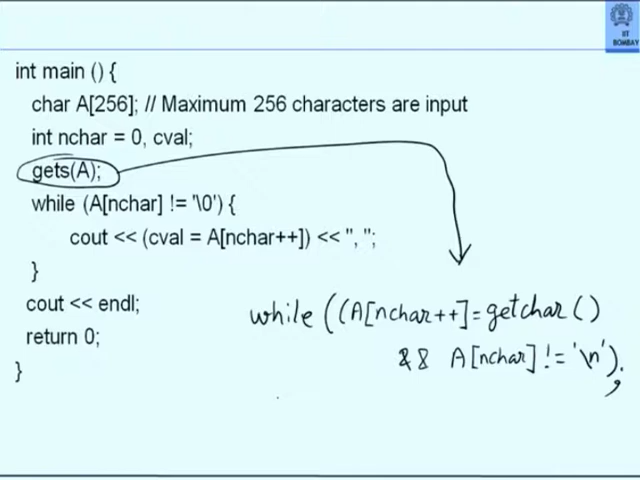 IIT
BOMBAY
int main () {
char A[256]; // Maximum 256 characters are input
int nchar = 0, cval;
gets(A);
while (A[nchar] != '\0') {
cout << (cval = A[nchar++]) << ", ";
}
cout << endl;
return 0;
}
while ((A[nchar++]=getchar()
&& A[nchar] != '\n');